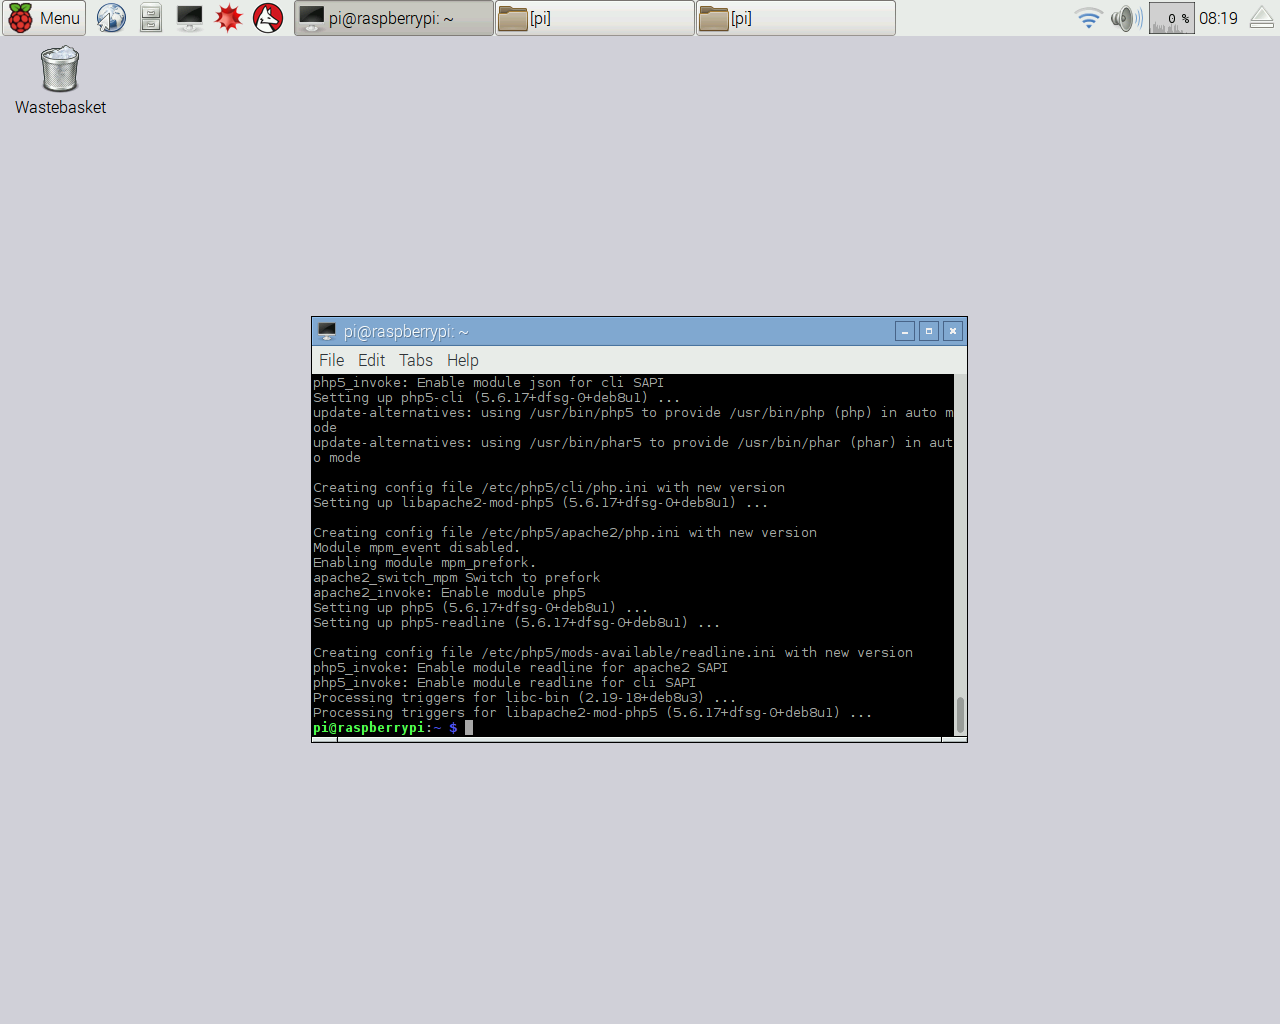 Menu
pi@raspberrypi: ~
[pi]
[pi]
0 %
08:19
Wastebasket
pi@raspberrypi: ~
File Edit Tabs Help
php5_invoke: Enable module json for cli SAPI
Setting up php5-cli (5.6.17+dfsg-0+deb8u1) ...
update-alternatives: using /usr/bin/php5 to provide /usr/bin/php (php) in auto m
ode
update-alternatives: using /usr/bin/phar5 to provide /usr/bin/phar (phar) in aut
o mode
Creating config file /etc/php5/cli/php.ini with new version
Setting up libapache2-mod-php5 (5.6.17+dfsg-0+deb8u1) ...
Creating config file /etc/php5/apache2/php.ini with new version
Module mpm_event disabled.
Enabling module mpm_prefork.
apache2_switch_mpm Switch to prefork
apache2_invoke: Enable module php5
Setting up php5 (5.6.17+dfsg-0+deb8u1) ...
Setting up php5-readline (5.6.17+dfsg-0+deb8u1) ...
Creating config file /etc/php5/mods-available/readline.ini with new version
php5_invoke: Enable module readline for apache2 SAPI
php5_invoke: Enable module readline for cli SAPI
Processing triggers for libc-bin (2.19-18+deb8u3) ...
Processing triggers for libapache2-mod-php5 (5.6.17+dfsg-0+deb8u1) ...
pi@raspberrypi:~ $